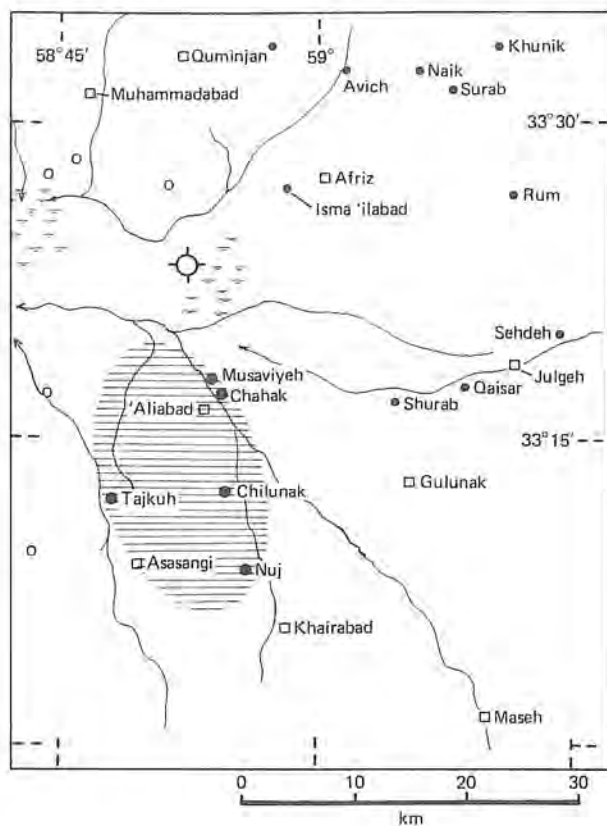 58°45'
59°
Khunik
Quminjan
Avich
Naik
Muhammadabad
Surab
33°30'
Afriz
Isma 'ilabad
Rum
Sehdeh
Musaviyeh
Julgeh
Chahak
Qaisar
'Aliabad
Shurab
33°15'
Gulunak
Tajkuh
Chilunak
Asasangi
Nuj
Khairabad
Maseh
0 10 20 30
km